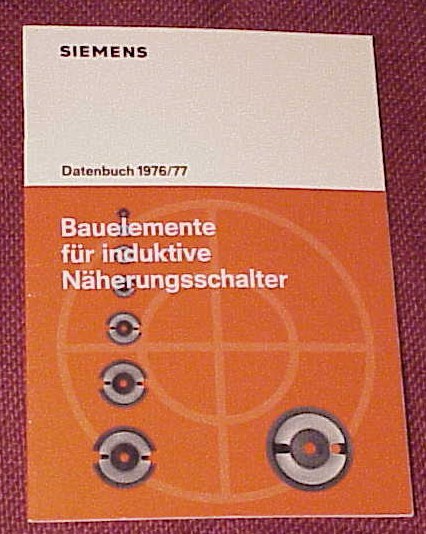 SIEMENS
Datenbuch 1976/77
Bauelemente
für induktive
Näherungsschalter